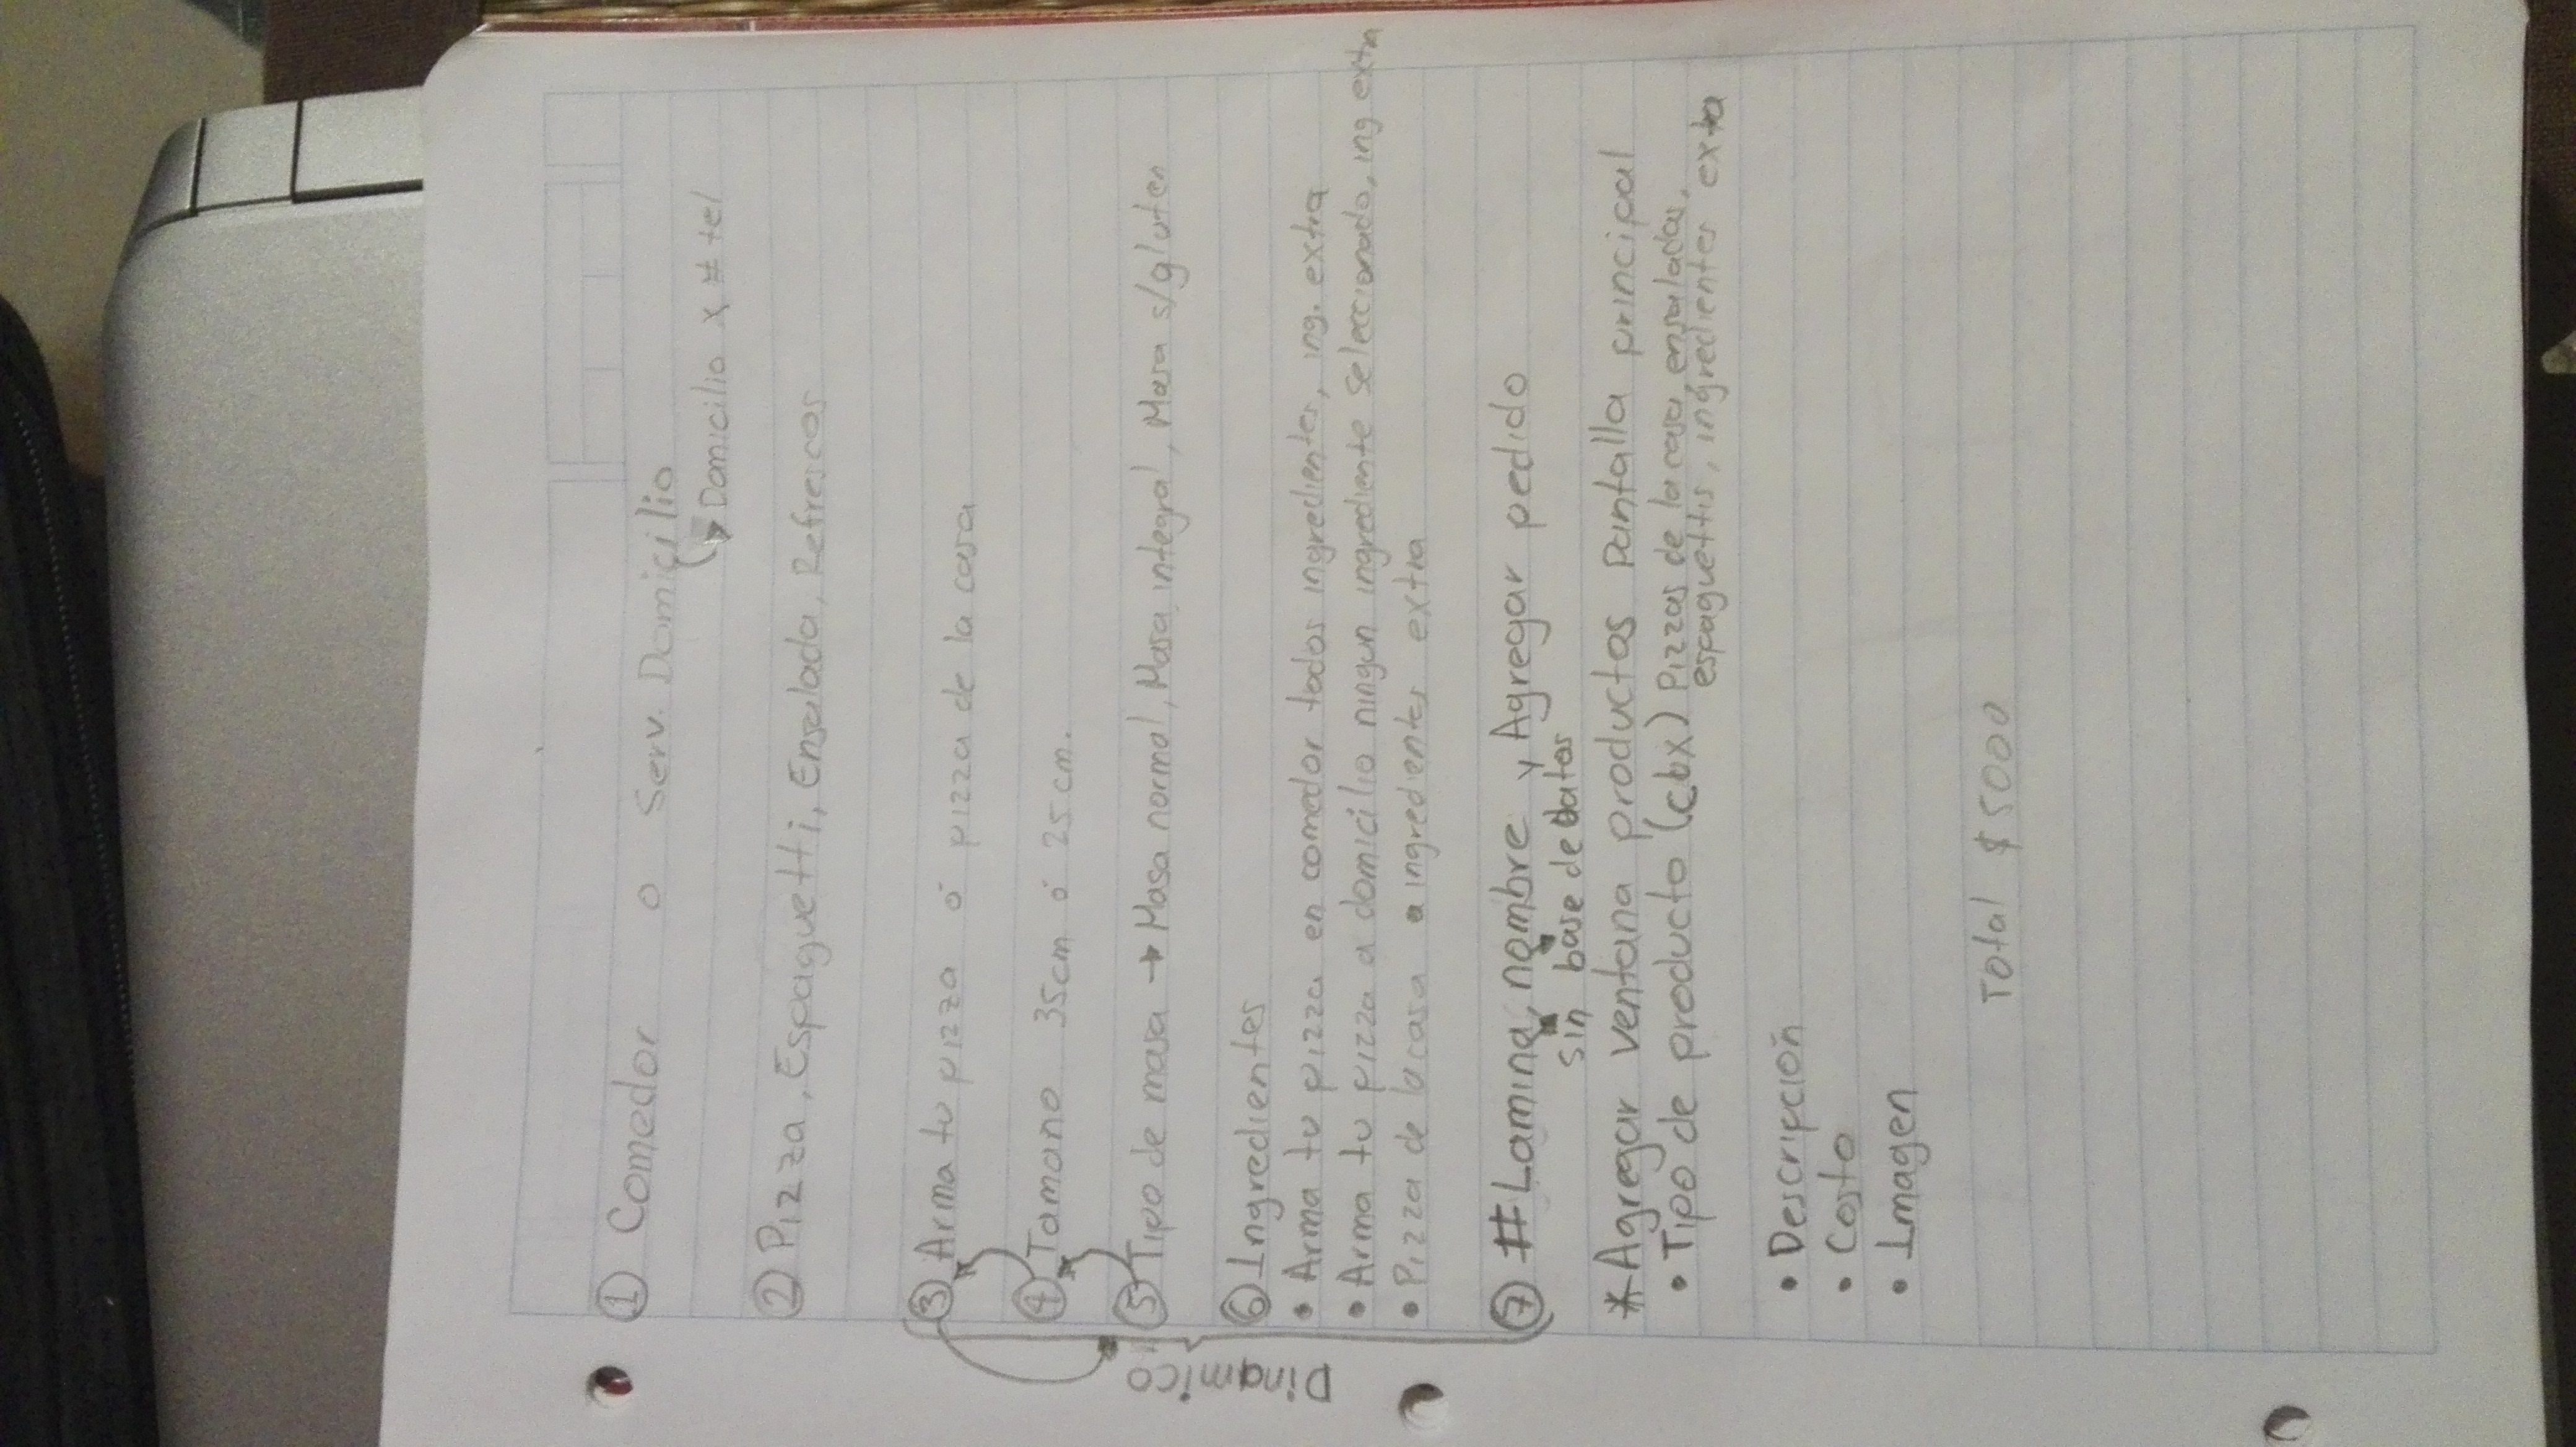 ① Comedor o Serv. Domicilio
Domicilio x # tel
② Pizza, Espaguetti, Ensalada, Refrescos
③ Arma tu pizza ó pizza de la casa
④ Tamano 35cm ó 25cm.
⑤ Tipo de masa → Masa normal, Masa integral, Masa s/gluten
Dinamico
⑥ Ingredientes
• Arma tu pizza en comedor todos ingredientes, ing. extra
• Arma tu pizza a domicilio ningun ingrediente seleccionado, ing extra
• Pizza de la casa ingredientes extra
⑦ # Lamina, nombre y Agregar pedido
sin base de datos
* Agregar ventana productos Pantalla principal
• Tipo de producto (cbx) Pizzas de la casa, ensaladas,
espaguettis, ingredientes exta
• Descripción
• Costo
• Imagen
Total $5000